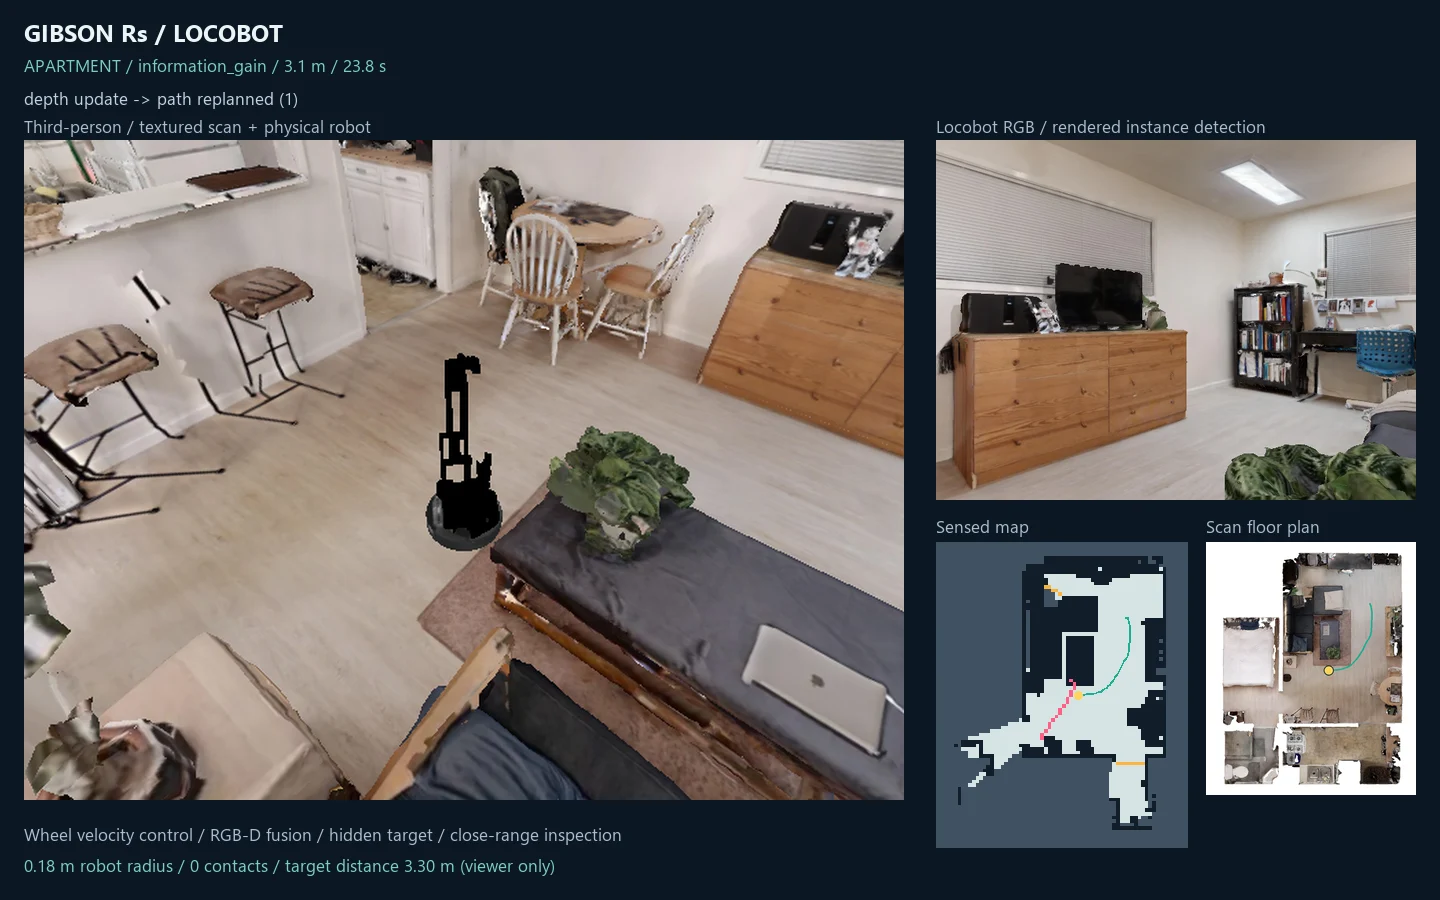 GIBSON Rs / LOCOBOT
APARTMENT / information_gain / 3.1 m / 23.8 s
depth update -> path replanned (1)
Third-person / textured scan + physical robot
Locobot RGB / rendered instance detection
Sensed map
Scan floor plan
Wheel velocity control / RGB-D fusion / hidden target / close-range inspection
0.18 m robot radius / 0 contacts / target distance 3.30 m (viewer only)